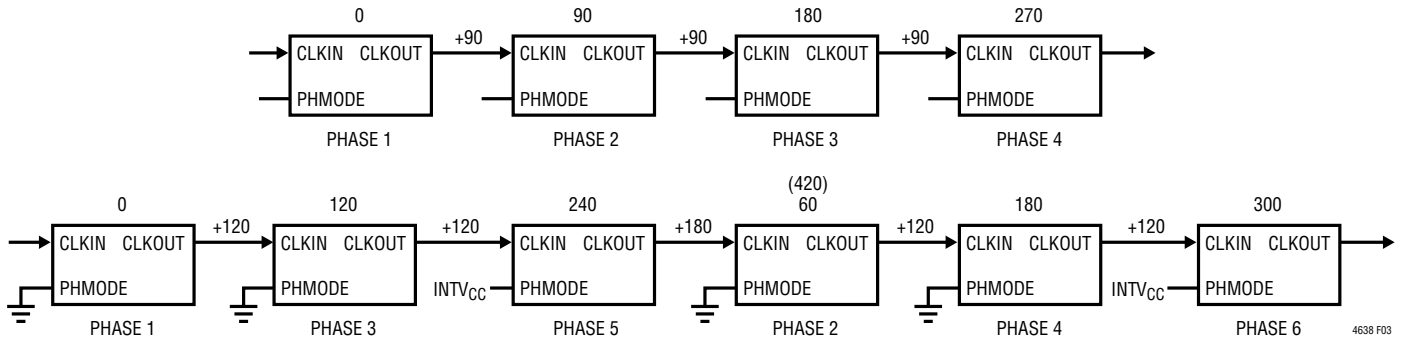 0 90 180 270
+90 +90 +90
CLKIN CLKOUT CLKIN CLKOUT CLKIN CLKOUT CLKIN CLKOUT
PHMODE PHMODE PHMODE PHMODE
PHASE 1 PHASE 2 PHASE 3 PHASE 4
(420)
0 120 240 60 180 300
+120 +120 +180 +120 +120
CLKIN CLKOUT CLKIN CLKOUT CLKIN CLKOUT CLKIN CLKOUT CLKIN CLKOUT CLKIN CLKOUT
PHMODE PHMODE INTVCC PHMODE PHMODE PHMODE INTVCC PHMODE
PHASE 1 PHASE 3 PHASE 5 PHASE 2 PHASE 4 PHASE 6
4638 F03